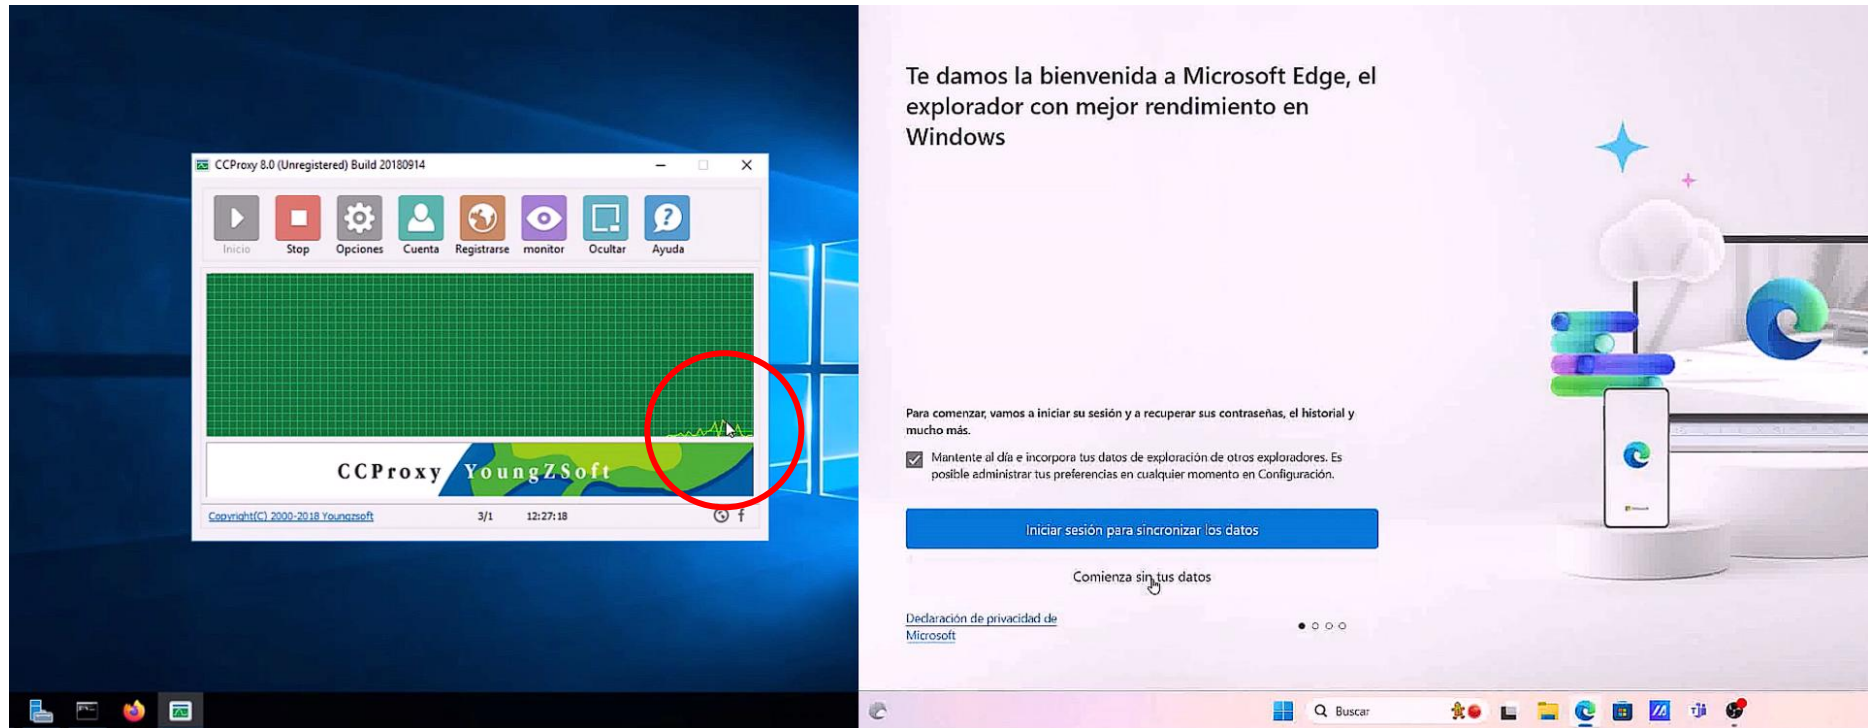 CCProxy 8.0 (Unregistered) Build 20180914
Inicio Stop Opciones Cuenta Registrarse monitor Ocultar Ayuda
CCProxy YoungZSoft
Copyright(C) 2000-2018 Youngzsoft 3/1 12:27:18
Te damos la bienvenida a Microsoft Edge, el
explorador con mejor rendimiento en
Windows
Para comenzar, vamos a iniciar su sesión y a recuperar sus contraseñas, el historial y
mucho más.
Mantente al día e incorpora tus datos de exploración de otros exploradores. Es
posible administrar tus preferencias en cualquier momento en Configuración.
Iniciar sesión para sincronizar los datos
Comienza sin tus datos
Declaración de privacidad de
Microsoft
Buscar